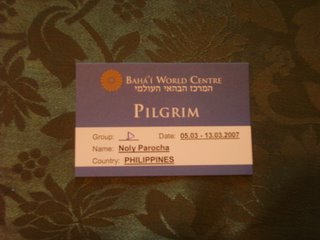 BAHÁ'Í WORLD CENTRE
המרכז הבהאי העולמי
PILGRIM
Group: D Date: 05.03 - 13.03.2007
Name: Noly Parocha
Country: PHILIPPINES